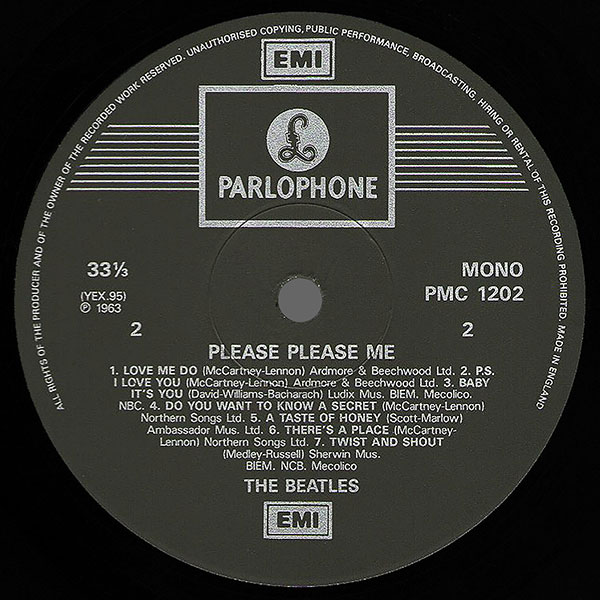 ALL RIGHTS OF THE PRODUCER AND OF THE OWNER OF THE RECORDED WORK RESERVED. UNAUTHORISED COPYING, PUBLIC PERFORMANCE, BROADCASTING, HIRING OR RENTAL OF THIS RECORDING PROHIBITED. MADE IN ENGLAND
EMI
£
PARLOPHONE
33⅓ MONO
(YEX.95) PMC 1202
℗ 1963
2 2
PLEASE PLEASE ME
1. LOVE ME DO (McCartney-Lennon) Ardmore & Beechwood Ltd. 2. P.S.
I LOVE YOU (McCartney-Lennon) Ardmore & Beechwood Ltd. 3. BABY
IT'S YOU (David-Williams-Bacharach) Ludix Mus. BIEM. Mecolico.
NBC. 4. DO YOU WANT TO KNOW A SECRET (McCartney-Lennon)
Northern Songs Ltd. 5. A TASTE OF HONEY (Scott-Marlow)
Ambassador Mus. Ltd. 6. THERE'S A PLACE (McCartney-
Lennon) Northern Songs Ltd. 7. TWIST AND SHOUT
(Medley-Russell) Sherwin Mus.
BIEM. NCB. Mecolico
THE BEATLES
EMI